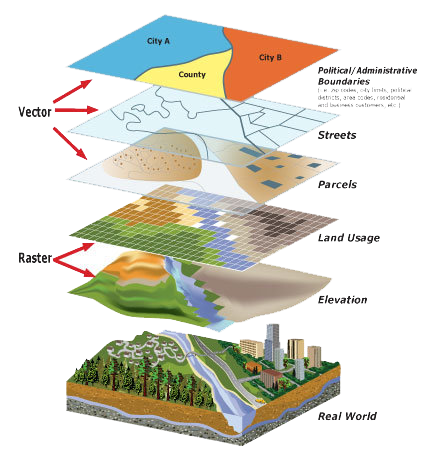 City A
City B
County
Political/Administrative
Boundaries
(i.e. zip codes, city limits, political
districts, area codes, residential
and business customers, etc.)
Vector
Streets
Parcels
Land Usage
Raster
Elevation
Real World